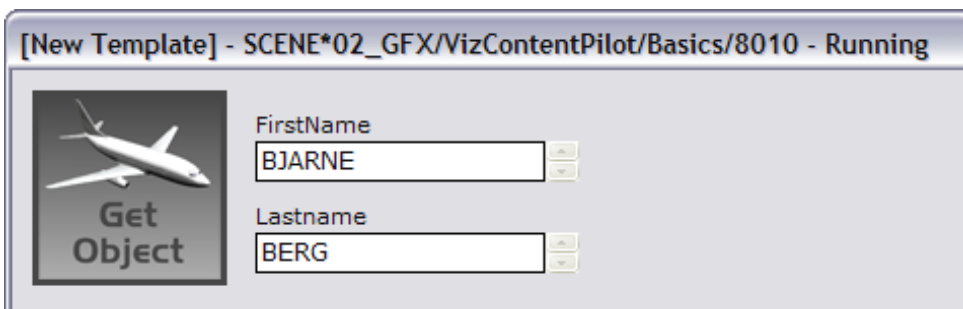 [New Template] - SCENE*02_GFX/VizContentPilot/Basics/8010 - Running
FirstName
BJARNE
Get
Object
Lastname
BERG